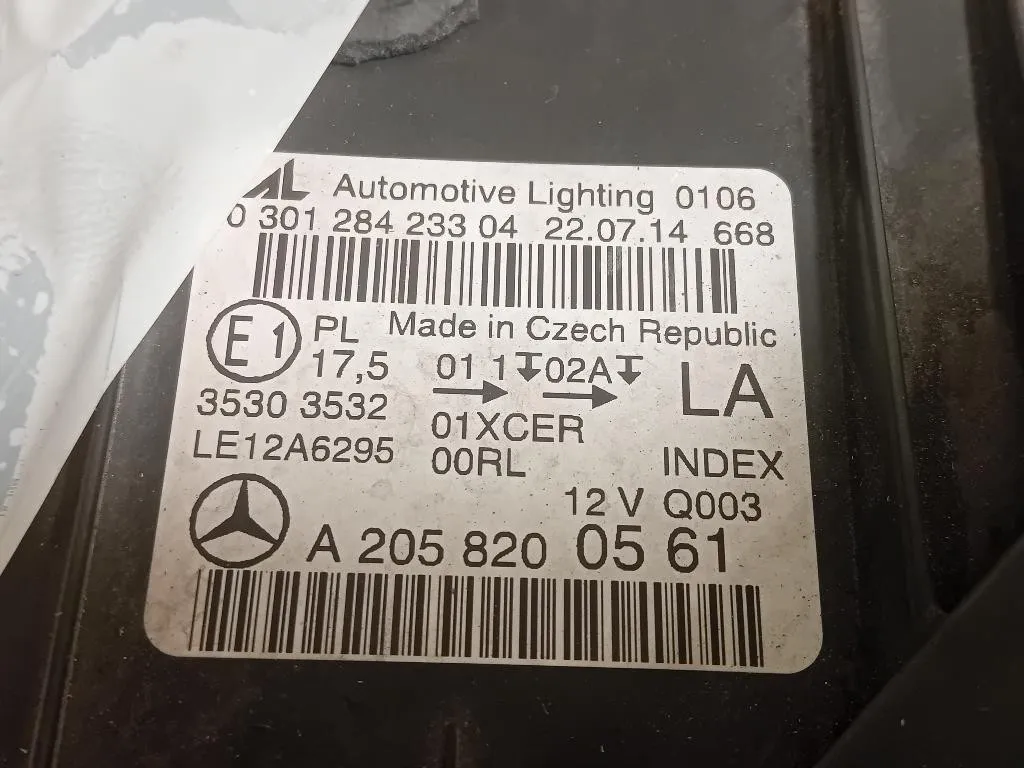 AL Automotive Lighting 0106
0 301 284 233 04 22.07.14 668
E1 PL Made in Czech Republic
17,5 01 1 02A LA
3530 3532 01XCER
LE12A6295 00RL INDEX
12 V Q003
A 205 820 05 61